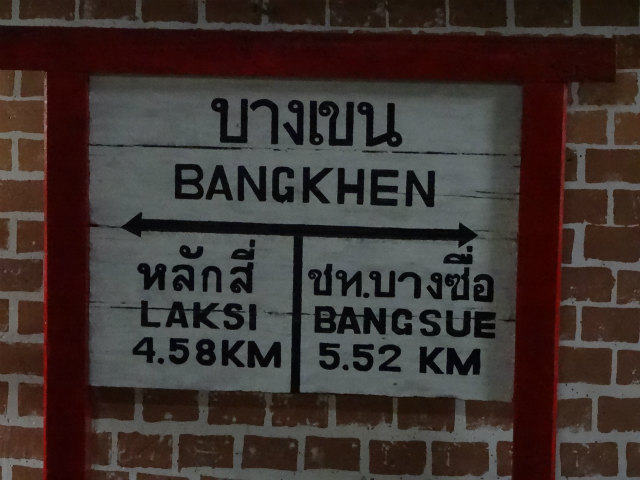 บางเขน
BANGKHEN
หลักสี่
LAKSI
4.58KM
ชท.บางซื่อ
BANGSUE
5.52 KM